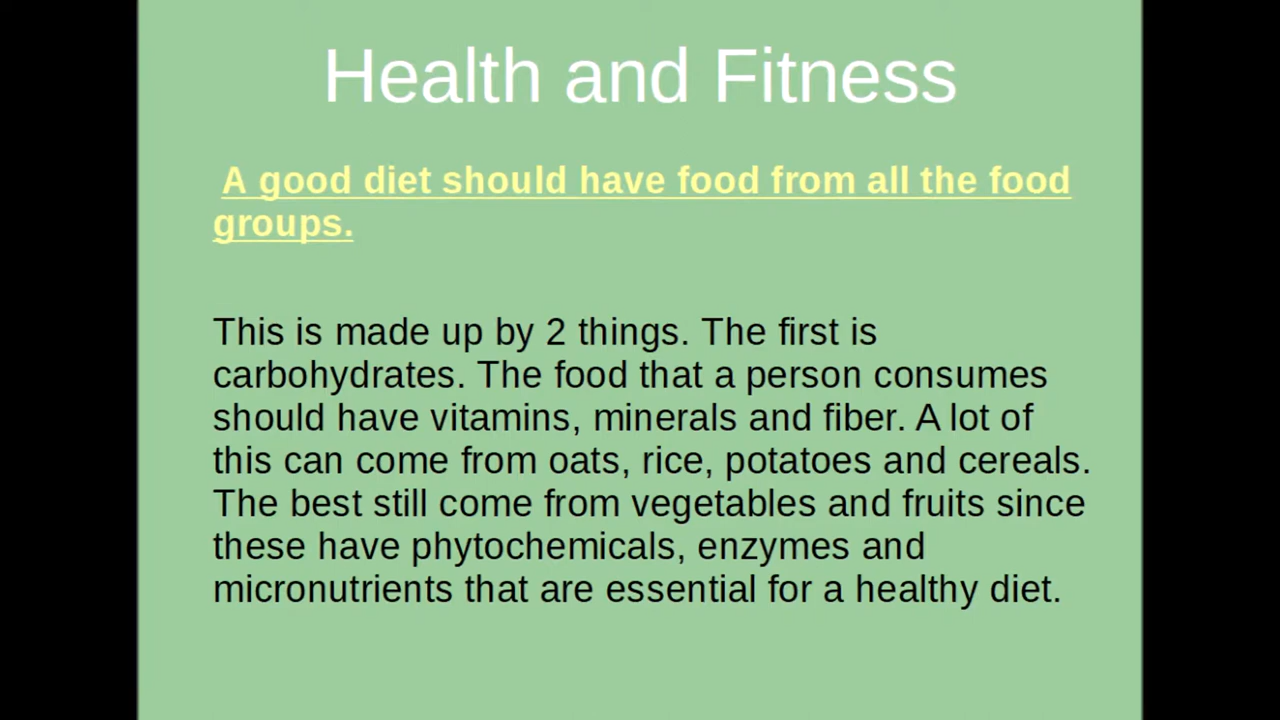 Health and Fitness
A good diet should have food from all the food
groups.
This is made up by 2 things. The first is
carbohydrates. The food that a person consumes
should have vitamins, minerals and fiber. A lot of
this can come from oats, rice, potatoes and cereals.
The best still come from vegetables and fruits since
these have phytochemicals, enzymes and
micronutrients that are essential for a healthy diet.